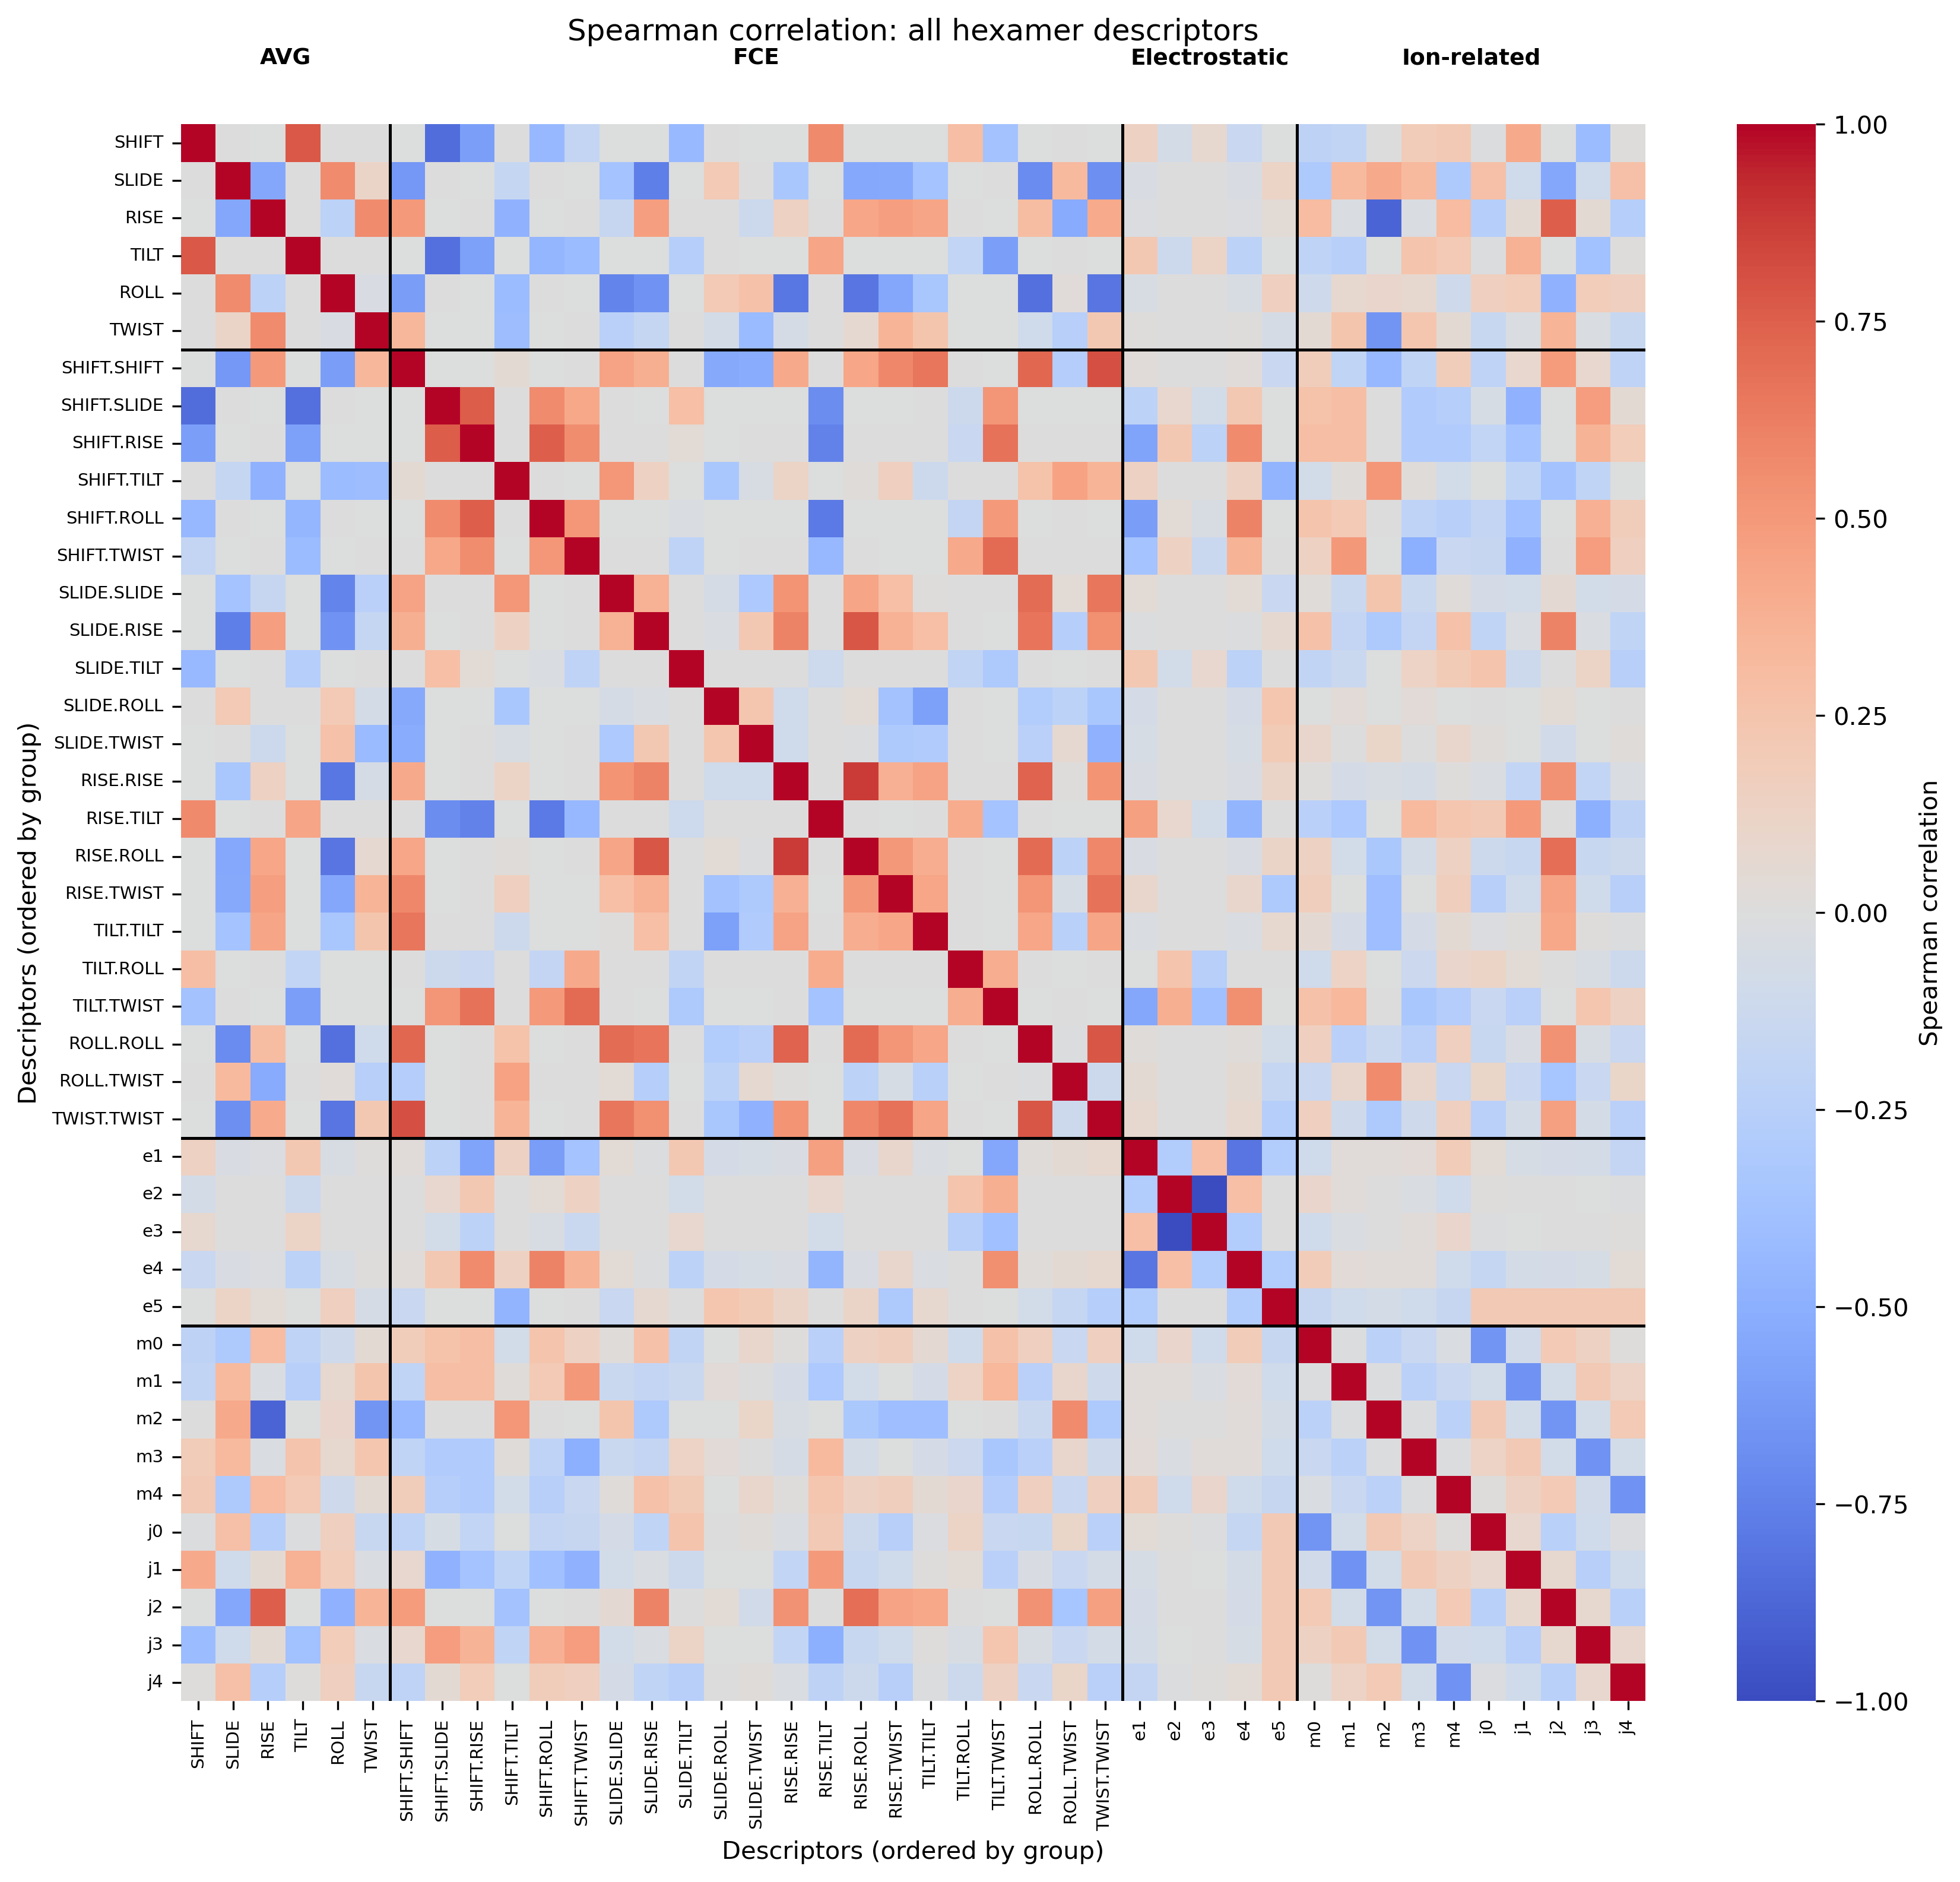 Spearman correlation: all hexamer descriptors
AVG FCE Electrostatic Ion-related
SHIFT
SLIDE
RISE
TILT
ROLL
TWIST
SHIFT.SHIFT
SHIFT.SLIDE
SHIFT.RISE
SHIFT.TILT
SHIFT.ROLL
SHIFT.TWIST
SLIDE.SLIDE
SLIDE.RISE
SLIDE.TILT
SLIDE.ROLL
SLIDE.TWIST
RISE.RISE
RISE.TILT
RISE.ROLL
RISE.TWIST
TILT.TILT
TILT.ROLL
TILT.TWIST
ROLL.ROLL
ROLL.TWIST
TWIST.TWIST
e1
e2
e3
e4
e5
m0
m1
m2
m3
m4
j0
j1
j2
j3
j4
Descriptors (ordered by group)
SHIFT
SLIDE
RISE
TILT
ROLL
TWIST
SHIFT.SHIFT
SHIFT.SLIDE
SHIFT.RISE
SHIFT.TILT
SHIFT.ROLL
SHIFT.TWIST
SLIDE.SLIDE
SLIDE.RISE
SLIDE.TILT
SLIDE.ROLL
SLIDE.TWIST
RISE.RISE
RISE.TILT
RISE.ROLL
RISE.TWIST
TILT.TILT
TILT.ROLL
TILT.TWIST
ROLL.ROLL
ROLL.TWIST
TWIST.TWIST
e1
e2
e3
e4
e5
m0
m1
m2
m3
m4
j0
j1
j2
j3
j4
Descriptors (ordered by group)
1.00
0.75
0.50
0.25
0.00
−0.25
−0.50
−0.75
−1.00
Spearman correlation